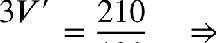 3V′ = 210 ⇒